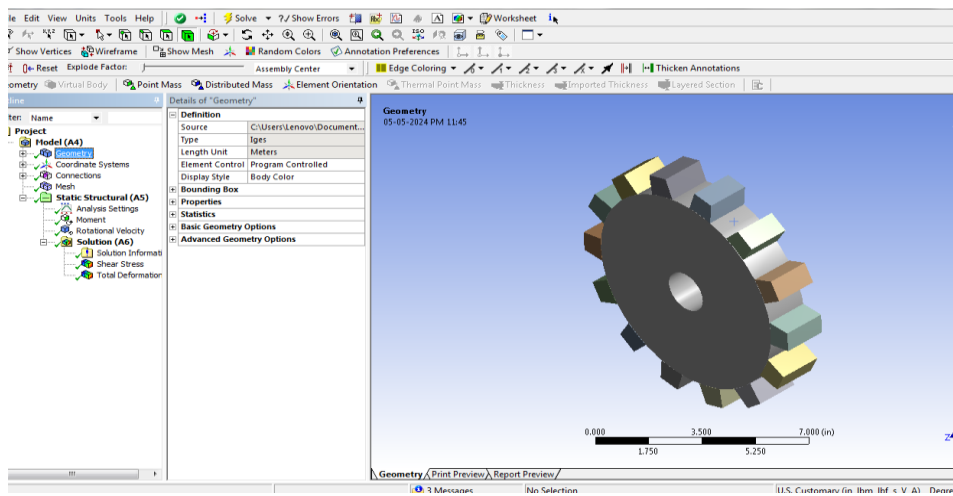 le Edit View Units Tools Help Solve ?/ Show Errors Worksheet
Show Vertices Wireframe Show Mesh Random Colors Annotation Preferences
Reset Explode Factor: Assembly Center Edge Coloring Thicken Annotations
ometry Virtual Body Point Mass Distributed Mass Element Orientation Thermal Point Mass Thickness Imported Thickness Layered Section
tline
ter: Name
Project
Model (A4)
Geometry
Coordinate Systems
Connections
Mesh
Static Structural (A5)
Analysis Settings
Moment
Rotational Velocity
Solution (A6)
Solution Informati
Shear Stress
Total Deformation
Details of "Geometry"
Definition
Source C:\Users\Lenovo\Document...
Type Iges
Length Unit Meters
Element Control Program Controlled
Display Style Body Color
Bounding Box
Properties
Statistics
Basic Geometry Options
Advanced Geometry Options
Geometry
05-05-2024 PM 11:45
0.000 3.500 7.000 (in)
1.750 5.250
Z
Geometry Print Preview Report Preview
3 Messages No Selection U.S. Customary (in, lbm, lbf, s, V, A) Degre